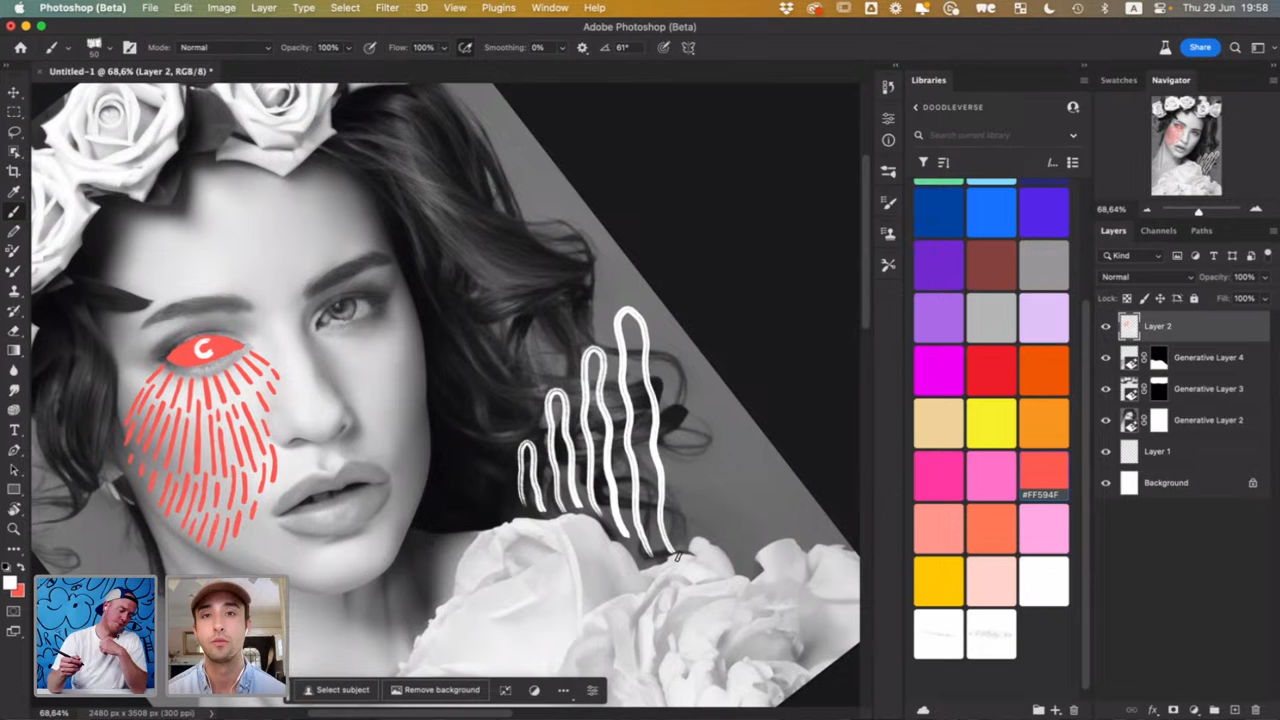 Photoshop (Beta) File Edit Image Layer Type Select Filter 3D View Plugins Window Help A Thu 29 Jun 19:58
Adobe Photoshop (Beta)
50 Mode: Normal Opacity: 100% Flow: 100% Smoothing: 0% 61° Share
Untitled-1 @ 68,6% (Layer 2, RGB/8) *
Libraries
DOODLEVERSE
Search current library
#FF594F
Swatches Navigator
68,64%
Layers Channels Paths
Kind
Normal Opacity: 100%
Lock: Fill: 100%
Layer 2
Generative Layer 4
Generative Layer 3
Generative Layer 2
Layer 1
Background
Select subject Remove background
68,64% 2480 px x 3508 px (300 ppi)